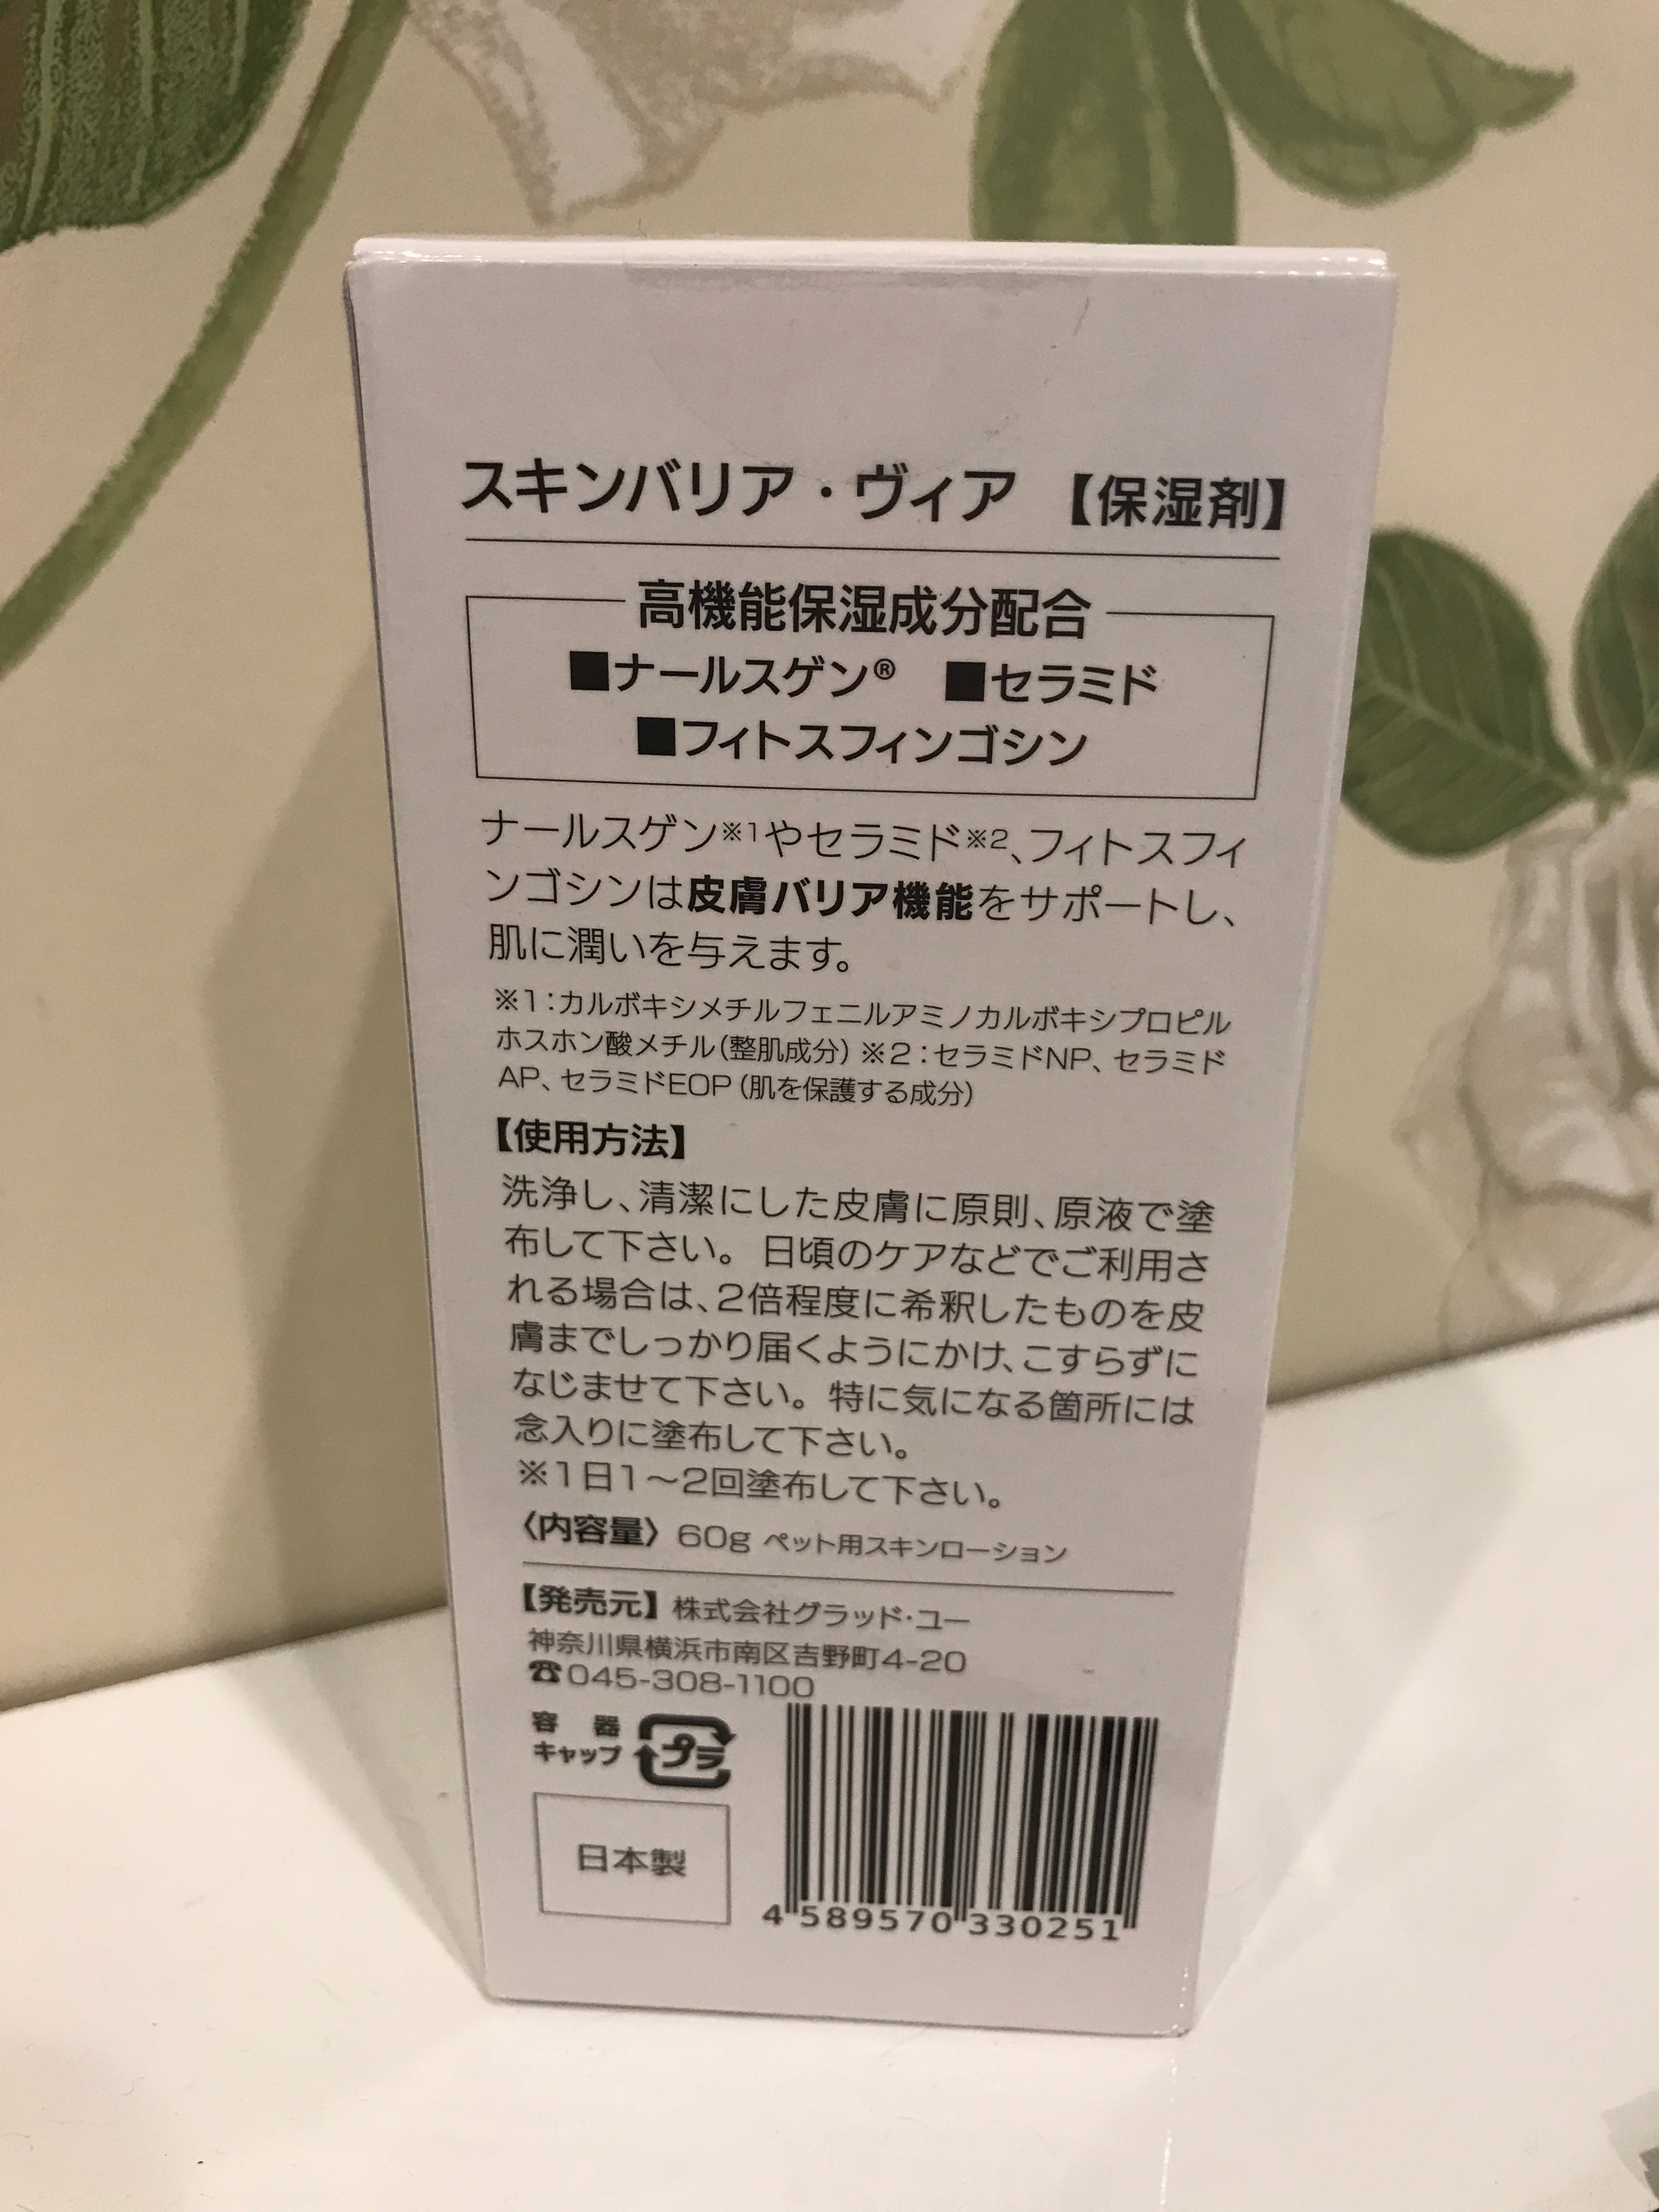 スキンバリア・ヴィア 【保湿剤】
高機能保湿成分配合
■ナールスゲン® ■セラミド
■フィトスフィンゴシン
ナールスゲン※1やセラミド※2、フィトスフィ
ンゴシンは皮膚バリア機能をサポートし、
肌に潤いを与えます。
※1：カルボキシメチルフェニルアミノカルボキシプロピル
ホスホン酸メチル（整肌成分）※2：セラミドNP、セラミド
AP、セラミドEOP（肌を保護する成分）
【使用方法】
洗浄し、清潔にした皮膚に原則、原液で塗
布して下さい。日頃のケアなどでご利用さ
れる場合は、2倍程度に希釈したものを皮
膚までしっかり届くようにかけ、こすらずに
なじませて下さい。特に気になる箇所には
念入りに塗布して下さい。
※1日1〜2回塗布して下さい。
〈内容量〉60g ペット用スキンローション
【発売元】株式会社グラッド・ユー
神奈川県横浜市南区吉野町4-20
☎045-308-1100
容器
キャップ
プラ
日本製
4 589570 330251